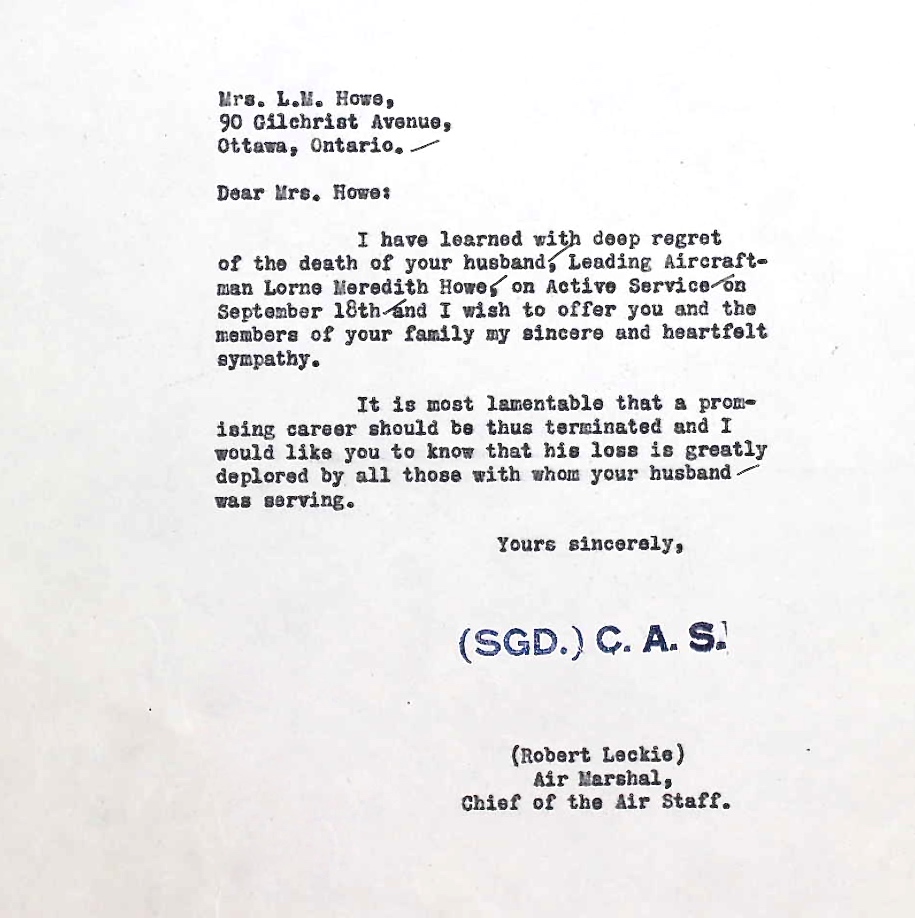 Mrs. L.M. Howe,
90 Gilchrist Avenue,
Ottawa, Ontario.
Dear Mrs. Howe:
I have learned with deep regret
of the death of your husband, Leading Aircraft-
man Lorne Meredith Howe, on Active Service on
September 18th and I wish to offer you and the
members of your family my sincere and heartfelt
sympathy.
It is most lamentable that a prom-
ising career should be thus terminated and I
would like you to know that his loss is greatly
deplored by all those with whom your husband
was serving.
Yours sincerely,
(SGD.) C. A. S.
(Robert Leckie)
Air Marshal,
Chief of the Air Staff.